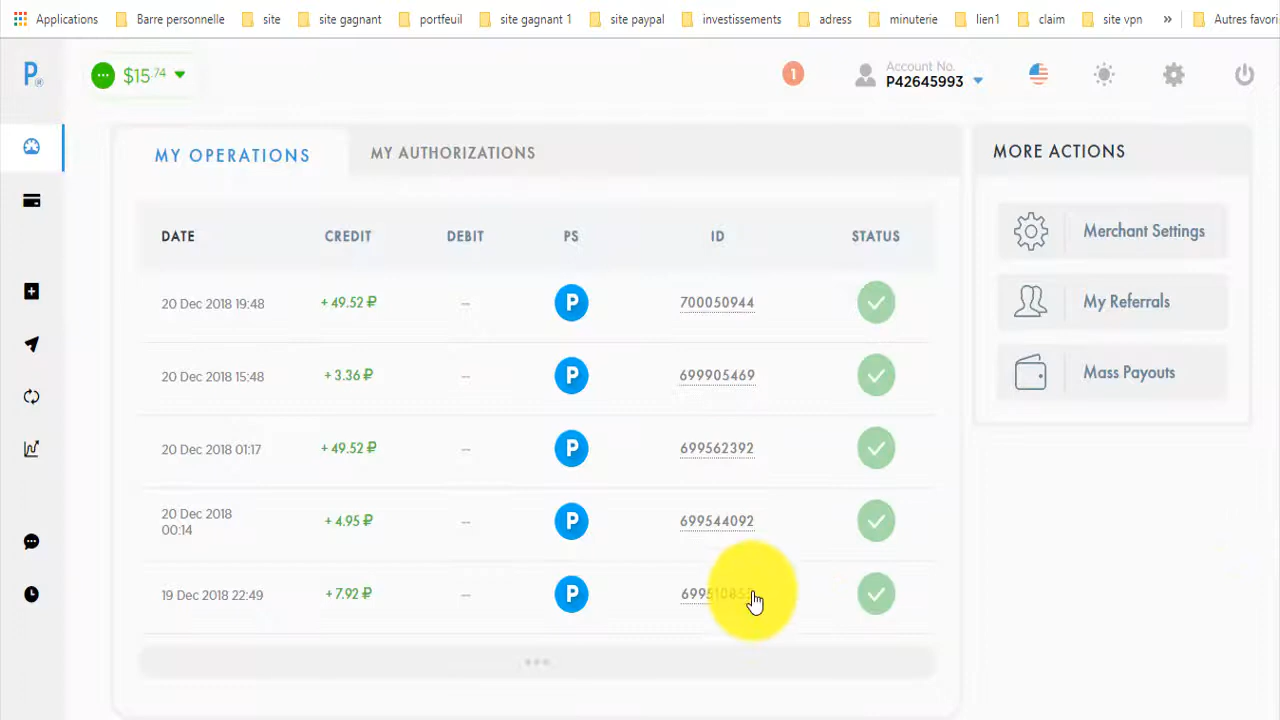 Applications Barre personnelle site site gagnant portfeuil site gagnant 1 site paypal investissements adress minuterie lien1 claim site vpn » Autres favori
P $15.74 1 Account No.
P42645993
MY OPERATIONS MY AUTHORIZATIONS MORE ACTIONS
DATE CREDIT DEBIT PS ID STATUS
Merchant Settings
My Referrals
Mass Payouts
20 Dec 2018 19:48 + 49.52 ₽ – P 700050944
20 Dec 2018 15:48 + 3.36 ₽ – P 699905469
20 Dec 2018 01:17 + 49.52 ₽ – P 699562392
20 Dec 2018
00:14 + 4.95 ₽ – P 699544092
19 Dec 2018 22:49 + 7.92 ₽ – P